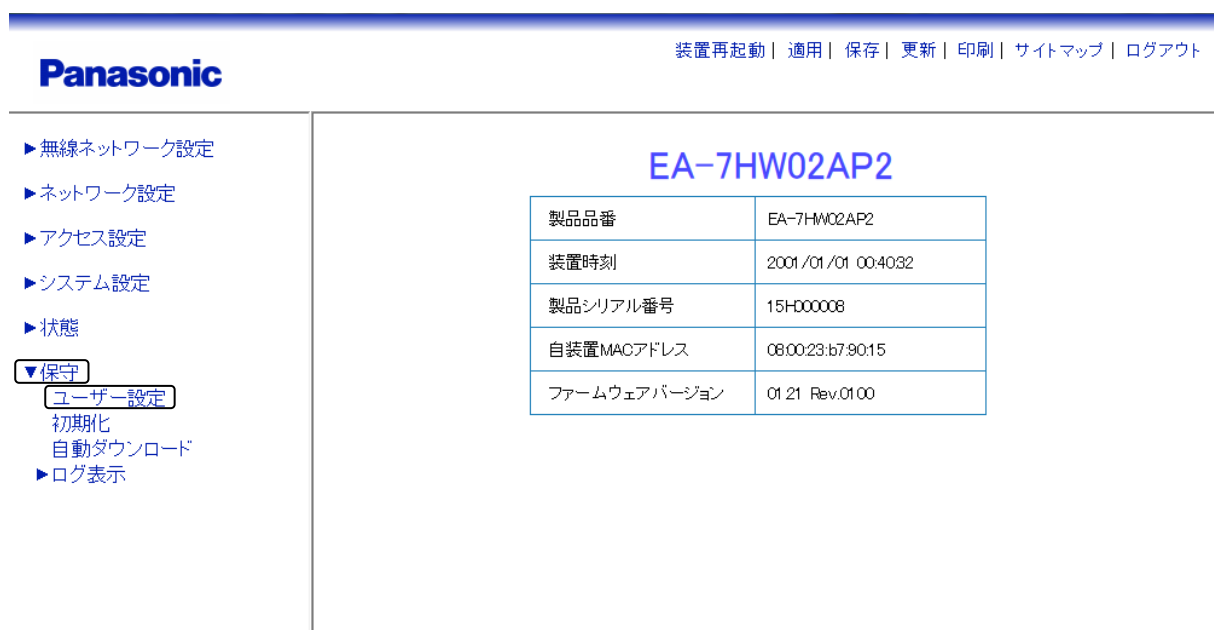 装置再起動| 適用| 保存| 更新| 印刷| サイトマップ| ログアウト
Panasonic
▶無線ネットワーク設定
▶ネットワーク設定
▶アクセス設定
▶システム設定
▶状態
▼保守
ユーザー設定
初期化
自動ダウンロード
▶ログ表示
EA-7HW02AP2
製品品番 EA-7HW02AP2
装置時刻 2001/01/01 00:40:32
製品シリアル番号 15H000008
自装置MACアドレス 08:00:23:b7:90:15
ファームウェアバージョン 01.21 Rev.01.00